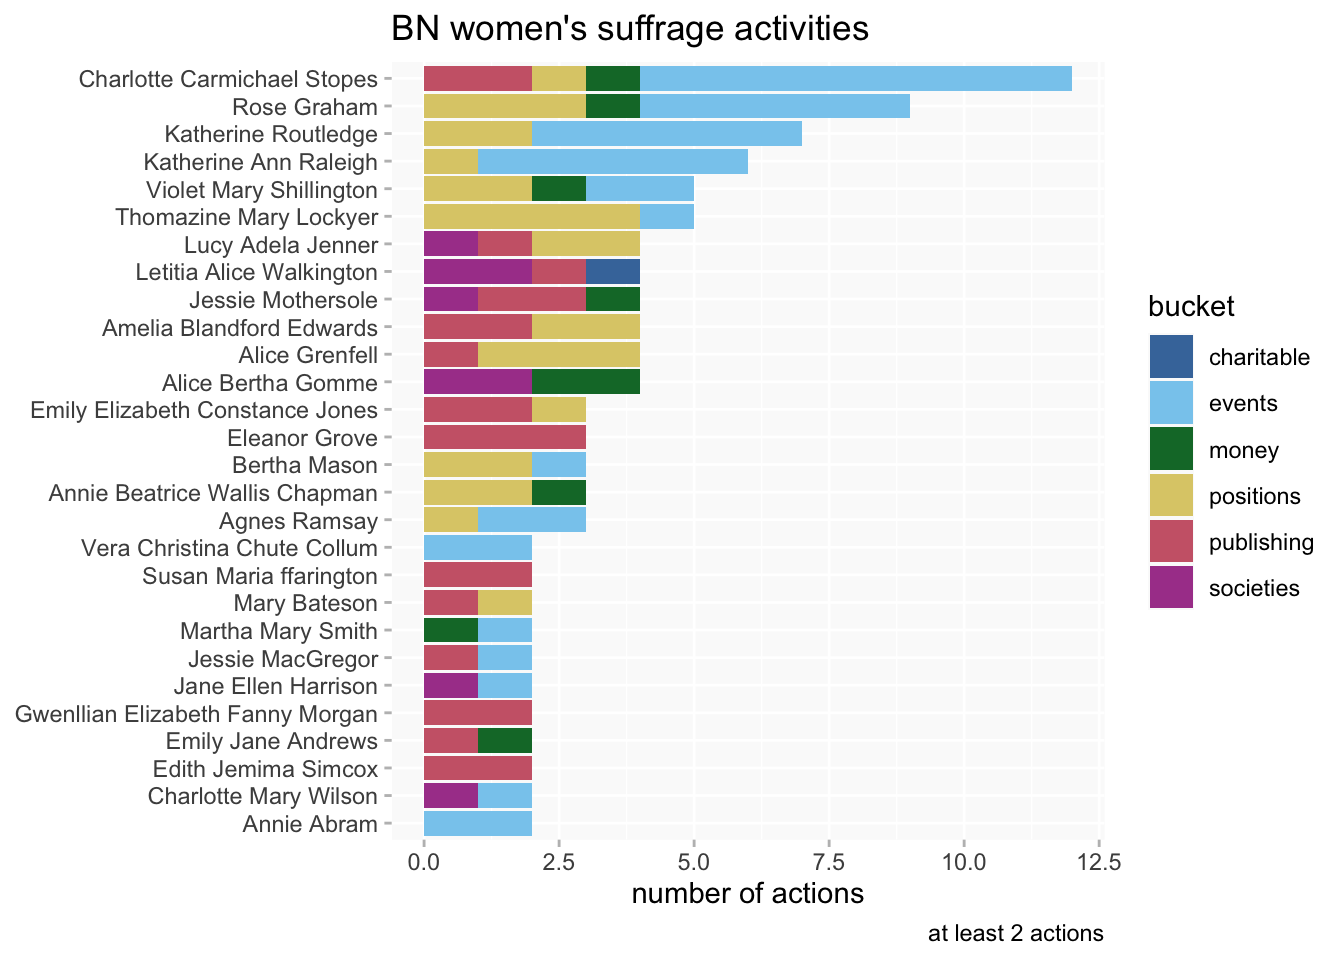 BN women's suffrage activities
Charlotte Carmichael Stopes
Rose Graham
Katherine Routledge
Katherine Ann Raleigh
Violet Mary Shillington
Thomazine Mary Lockyer
Lucy Adela Jenner
Letitia Alice Walkington
Jessie Mothersole
Amelia Blandford Edwards
Alice Grenfell
Alice Bertha Gomme
Emily Elizabeth Constance Jones
Eleanor Grove
Bertha Mason
Annie Beatrice Wallis Chapman
Agnes Ramsay
Vera Christina Chute Collum
Susan Maria ffarington
Mary Bateson
Martha Mary Smith
Jessie MacGregor
Jane Ellen Harrison
Gwenllian Elizabeth Fanny Morgan
Emily Jane Andrews
Edith Jemima Simcox
Charlotte Mary Wilson
Annie Abram
0.0 2.5 5.0 7.5 10.0 12.5
number of actions
at least 2 actions
bucket
charitable
events
money
positions
publishing
societies